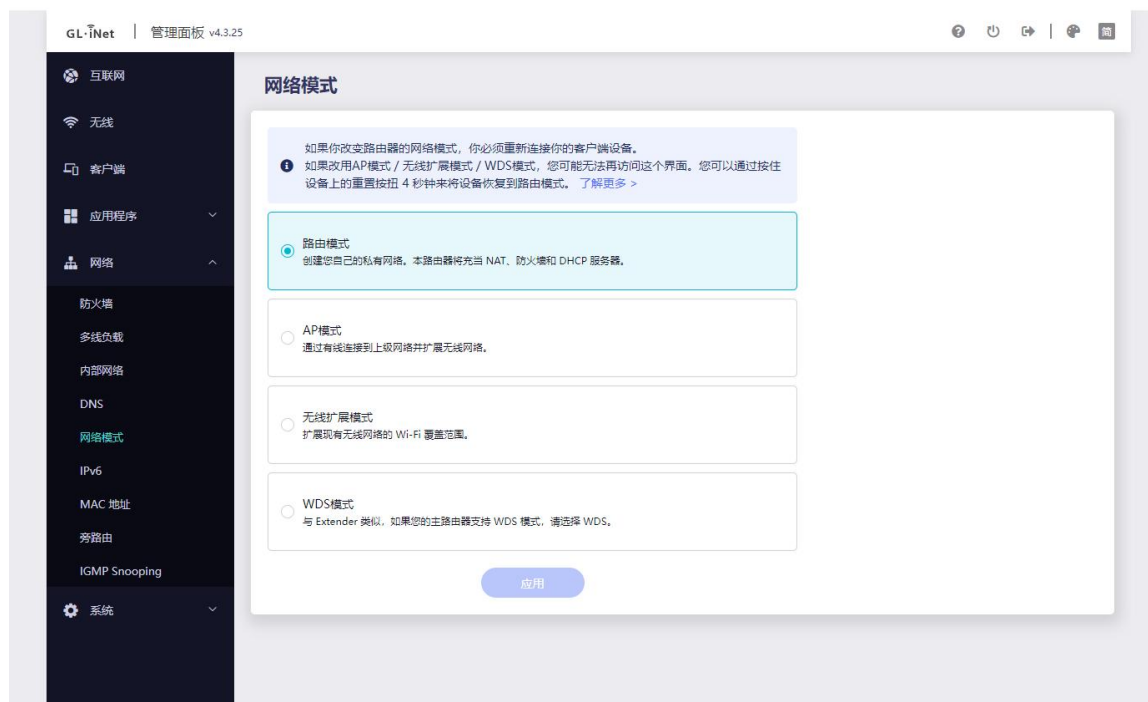 GL·iNet | 管理面板 v4.3.25
简
互联网
无线
客户端
应用程序
网络
防火墙
多线负载
内部网络
DNS
网络模式
IPv6
MAC 地址
旁路由
IGMP Snooping
系统
网络模式
如果你改变路由器的网络模式，你必须重新连接你的客户端设备。
如果改用AP模式 / 无线扩展模式 / WDS模式，您可能无法再访问这个界面。您可以通过按住
设备上的重置按扭 4 秒钟来将设备恢复到路由模式。 了解更多 >
路由模式
创建您自己的私有网络。本路由器将充当 NAT、防火墙和 DHCP 服务器。
AP模式
通过有线连接到上级网络并扩展无线网络。
无线扩展模式
扩展现有无线网络的 Wi-Fi 覆盖范围。
WDS模式
与 Extender 类似，如果您的主路由器支持 WDS 模式，请选择 WDS。
应用